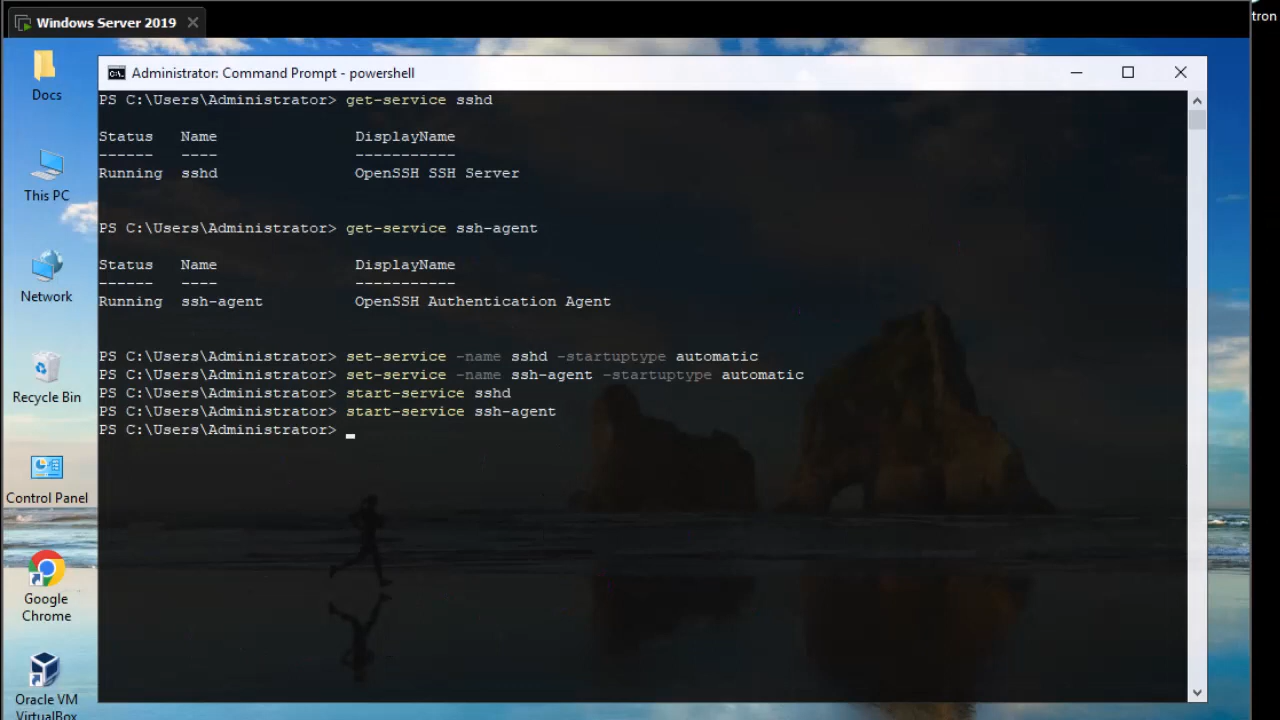 Windows Server 2019
tron
Docs
This PC
Network
Recycle Bin
Control Panel
Google
Chrome
Oracle VM
VirtualBox
Administrator: Command Prompt - powershell
PS C:\Users\Administrator> get-service sshd
Status Name DisplayName
------ ---- -----------
Running sshd OpenSSH SSH Server
PS C:\Users\Administrator> get-service ssh-agent
Status Name DisplayName
------ ---- -----------
Running ssh-agent OpenSSH Authentication Agent
PS C:\Users\Administrator> set-service -name sshd -startuptype automatic
PS C:\Users\Administrator> set-service -name ssh-agent -startuptype automatic
PS C:\Users\Administrator> start-service sshd
PS C:\Users\Administrator> start-service ssh-agent
PS C:\Users\Administrator>